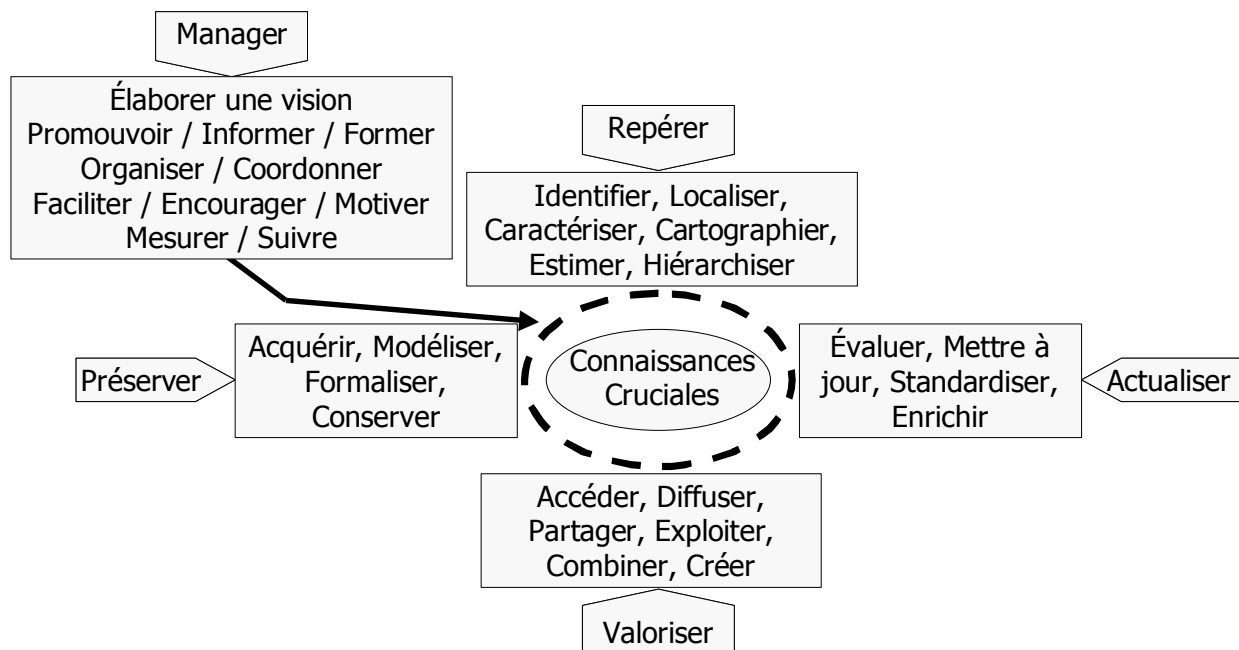 Manager
Élaborer une vision
Promouvoir / Informer / Former
Organiser / Coordonner
Faciliter / Encourager / Motiver
Mesurer / Suivre
Repérer
Identifier, Localiser,
Caractériser, Cartographier,
Estimer, Hiérarchiser
Préserver
Acquérir, Modéliser,
Formaliser,
Conserver
Connaissances
Cruciales
Évaluer, Mettre à
jour, Standardiser,
Enrichir
Actualiser
Accéder, Diffuser,
Partager, Exploiter,
Combiner, Créer
Valoriser